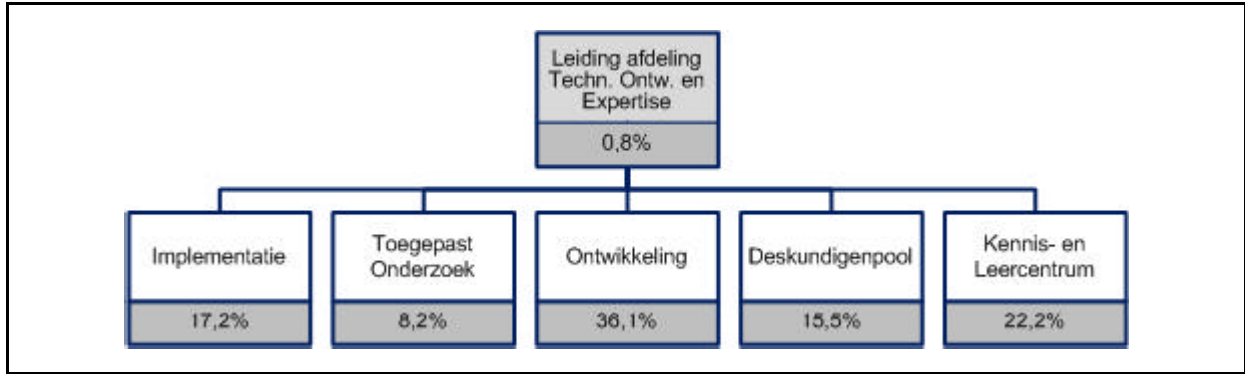 Leiding afdeling
Techn. Ontw. en
Expertise
0,8%
Implementatie
17,2%
Toegepast
Onderzoek
8,2%
Ontwikkeling
36,1%
Deskundigenpool
15,5%
Kennis- en
Leercentrum
22,2%